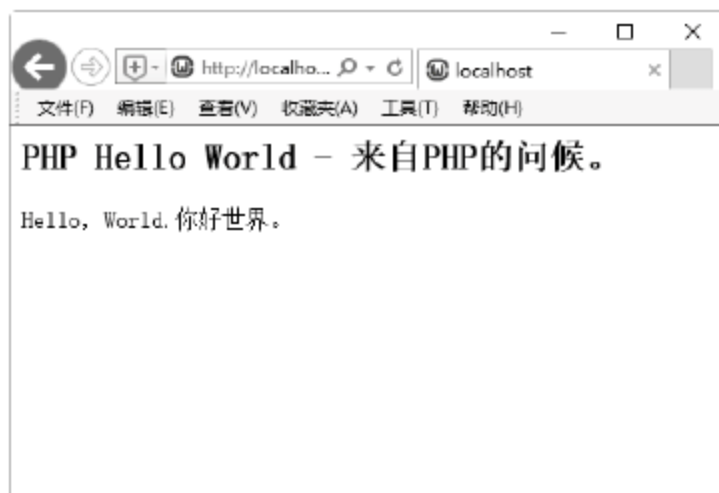 http://localho... localhost
文件(F) 编辑(E) 查看(V) 收藏夹(A) 工具(T) 帮助(H)
PHP Hello World - 来自PHP的问候。
Hello, World.你好世界。